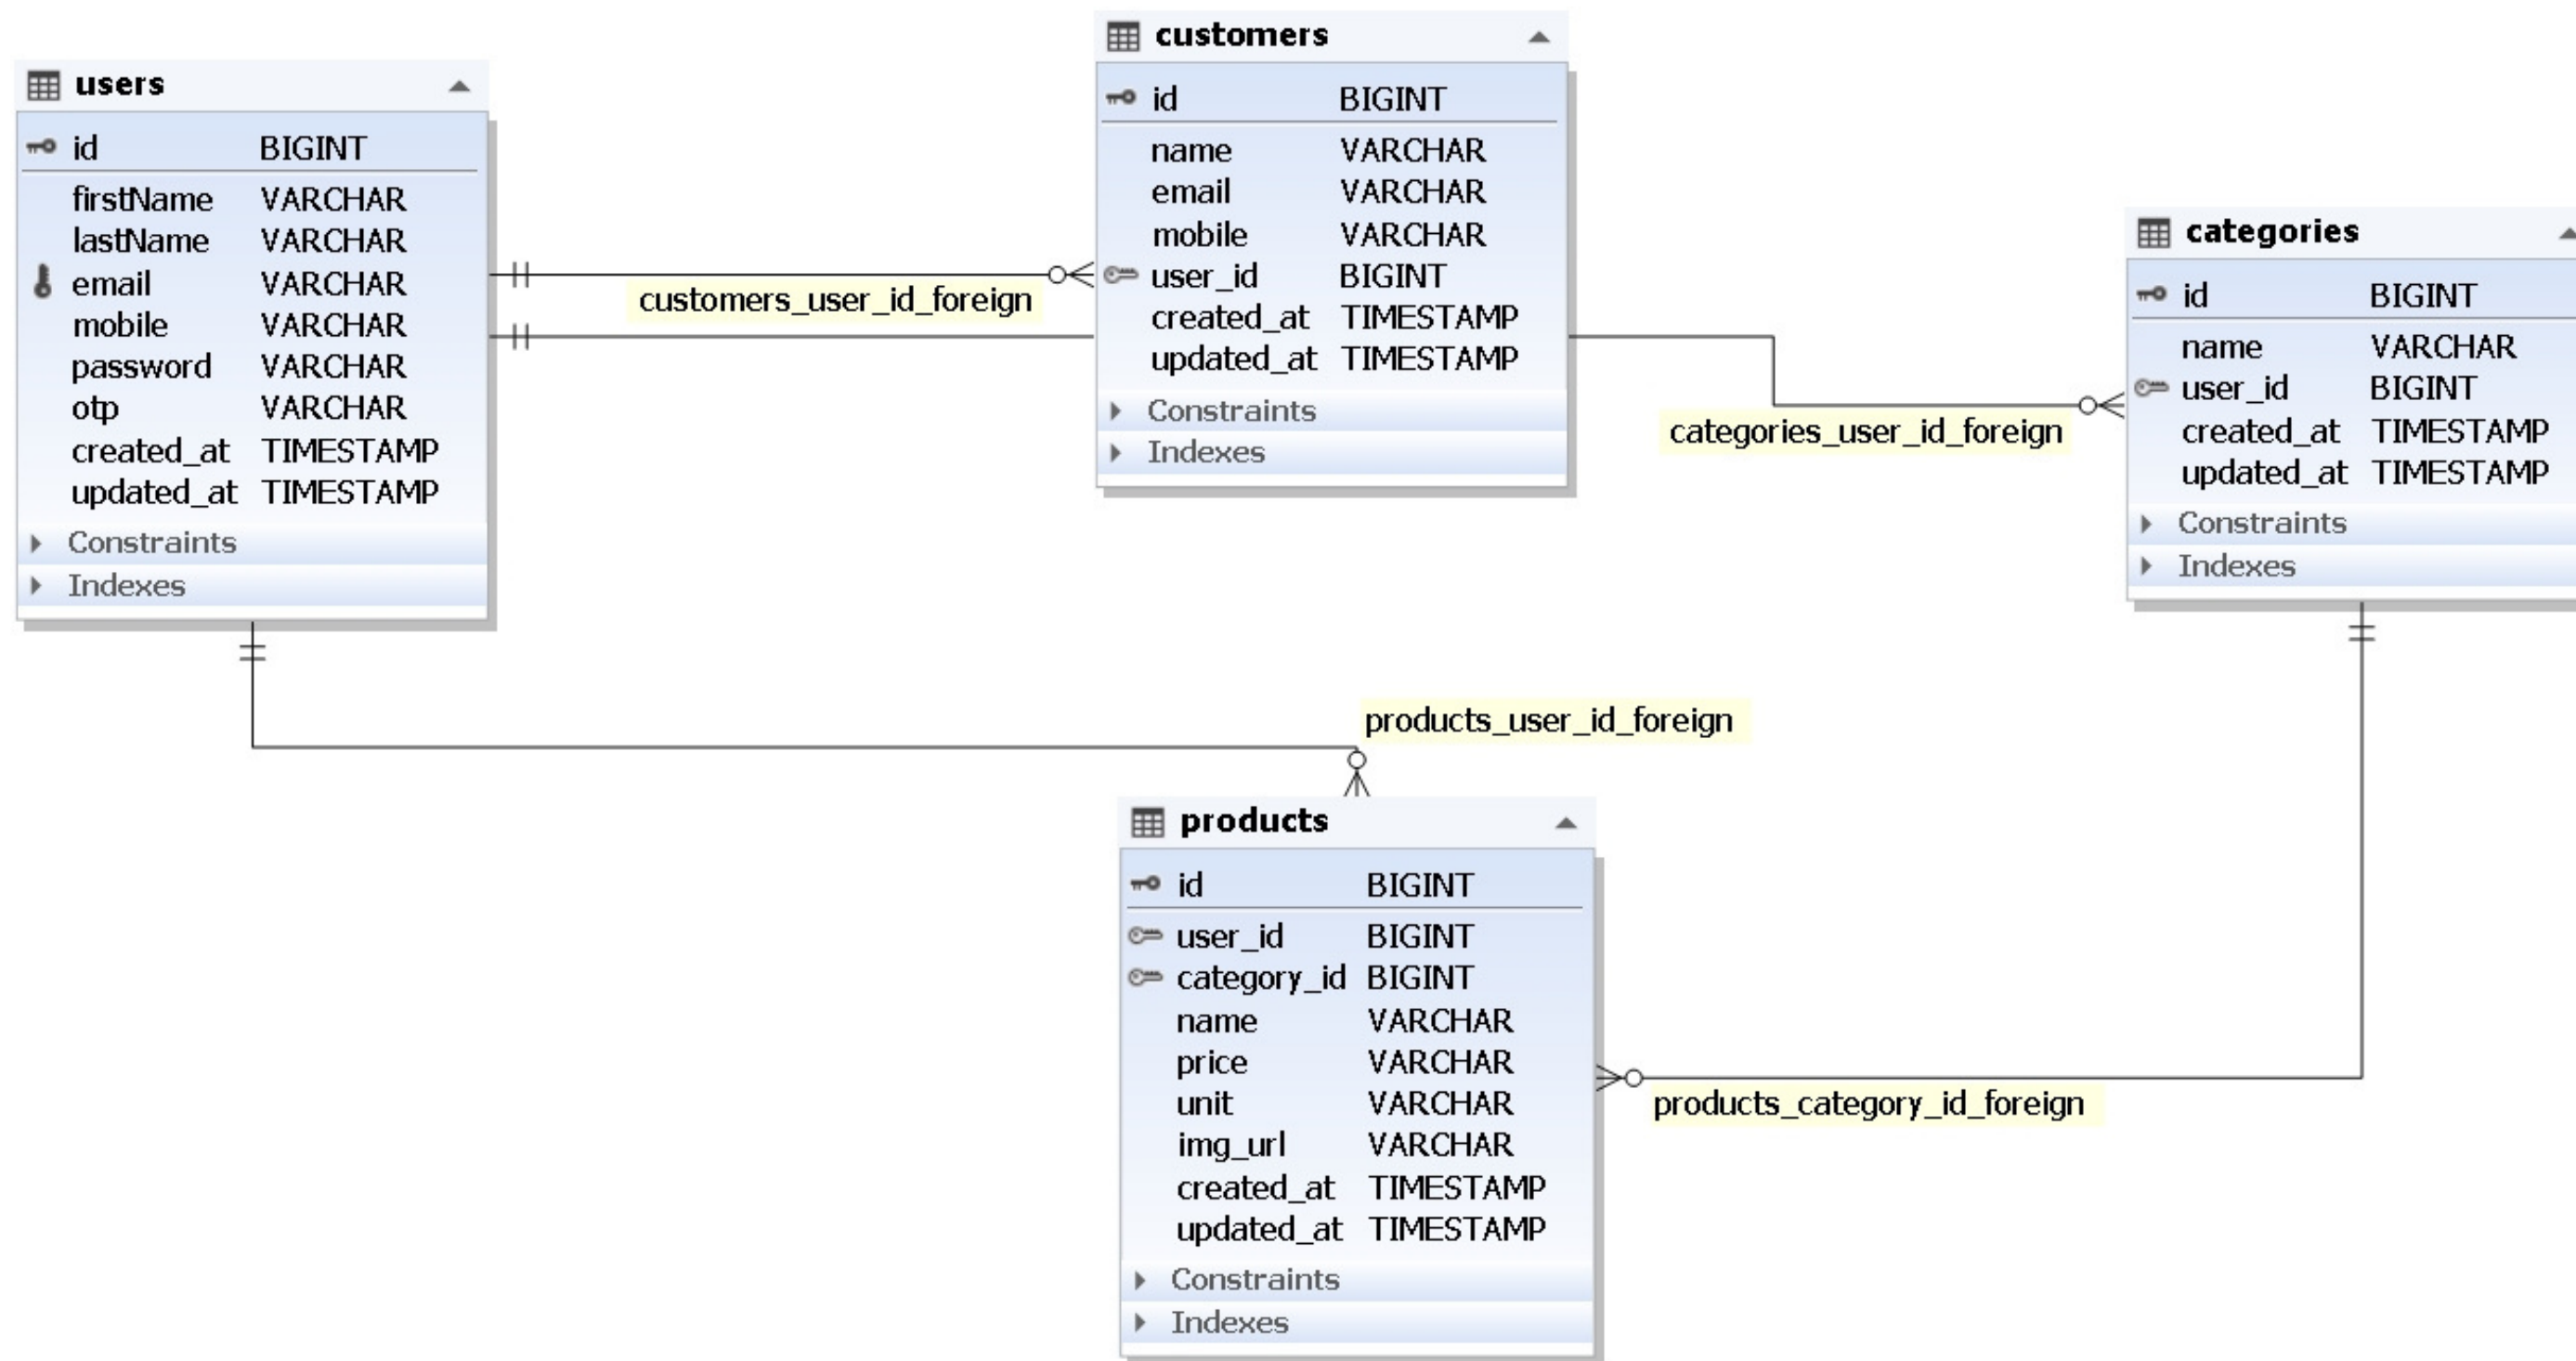 users
id BIGINT
firstName VARCHAR
lastName VARCHAR
email VARCHAR
mobile VARCHAR
password VARCHAR
otp VARCHAR
created_at TIMESTAMP
updated_at TIMESTAMP
Constraints
Indexes
customers_user_id_foreign
customers
id BIGINT
name VARCHAR
email VARCHAR
mobile VARCHAR
user_id BIGINT
created_at TIMESTAMP
updated_at TIMESTAMP
Constraints
Indexes
categories_user_id_foreign
categories
id BIGINT
name VARCHAR
user_id BIGINT
created_at TIMESTAMP
updated_at TIMESTAMP
Constraints
Indexes
products_user_id_foreign
products
id BIGINT
user_id BIGINT
category_id BIGINT
name VARCHAR
price VARCHAR
unit VARCHAR
img_url VARCHAR
created_at TIMESTAMP
updated_at TIMESTAMP
Constraints
Indexes
products_category_id_foreign